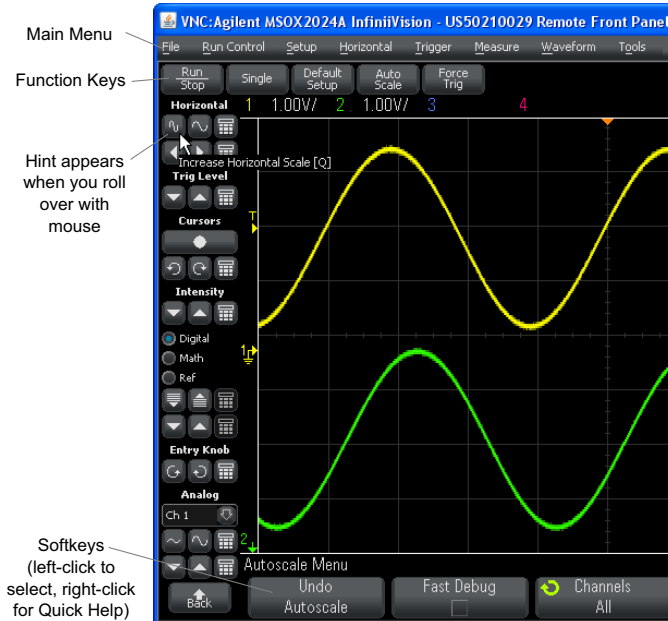 Main Menu
Function Keys
Hint appears
when you roll
over with
mouse
Softkeys
(left-click to
select, right-click
for Quick Help)
VNC:Agilent MSOX2024A InfiniiVision - US50210029 Remote Front Panel
File Run Control Setup Horizontal Trigger Measure Waveform Tools
Run
Stop
Single
Default
Setup
Auto
Scale
Force
Trig
Horizontal
1 1.00V/ 2 1.00V/ 3 4
Increase Horizontal Scale [Q]
Trig Level
T
Cursors
Intensity
Digital
Math
Ref
1
Entry Knob
Analog
Ch 1
2
Back
Autoscale Menu
Undo
Autoscale
Fast Debug
Channels
All